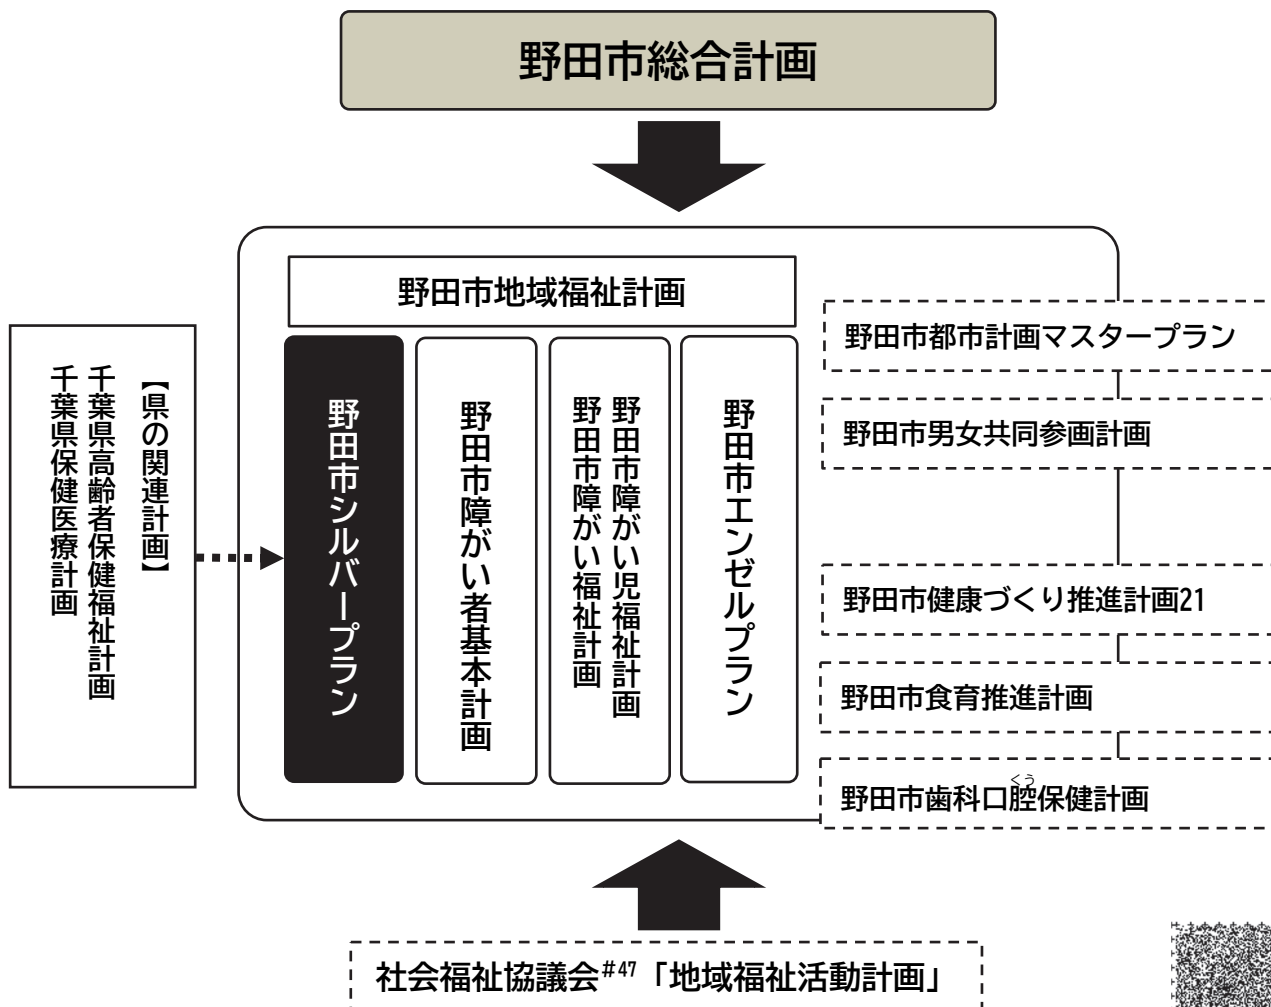 野田市総合計画
野田市地域福祉計画
【県の関連計画】
千葉県高齢者保健福祉計画
千葉県保健医療計画
野田市シルバープラン
野田市障がい者基本計画
野田市障がい児福祉計画
野田市障がい福祉計画
野田市エンゼルプラン
野田市都市計画マスタープラン
野田市男女共同参画計画
野田市健康づくり推進計画21
野田市食育推進計画
くう
野田市歯科口腔保健計画
社会福祉協議会#47「地域福祉活動計画」